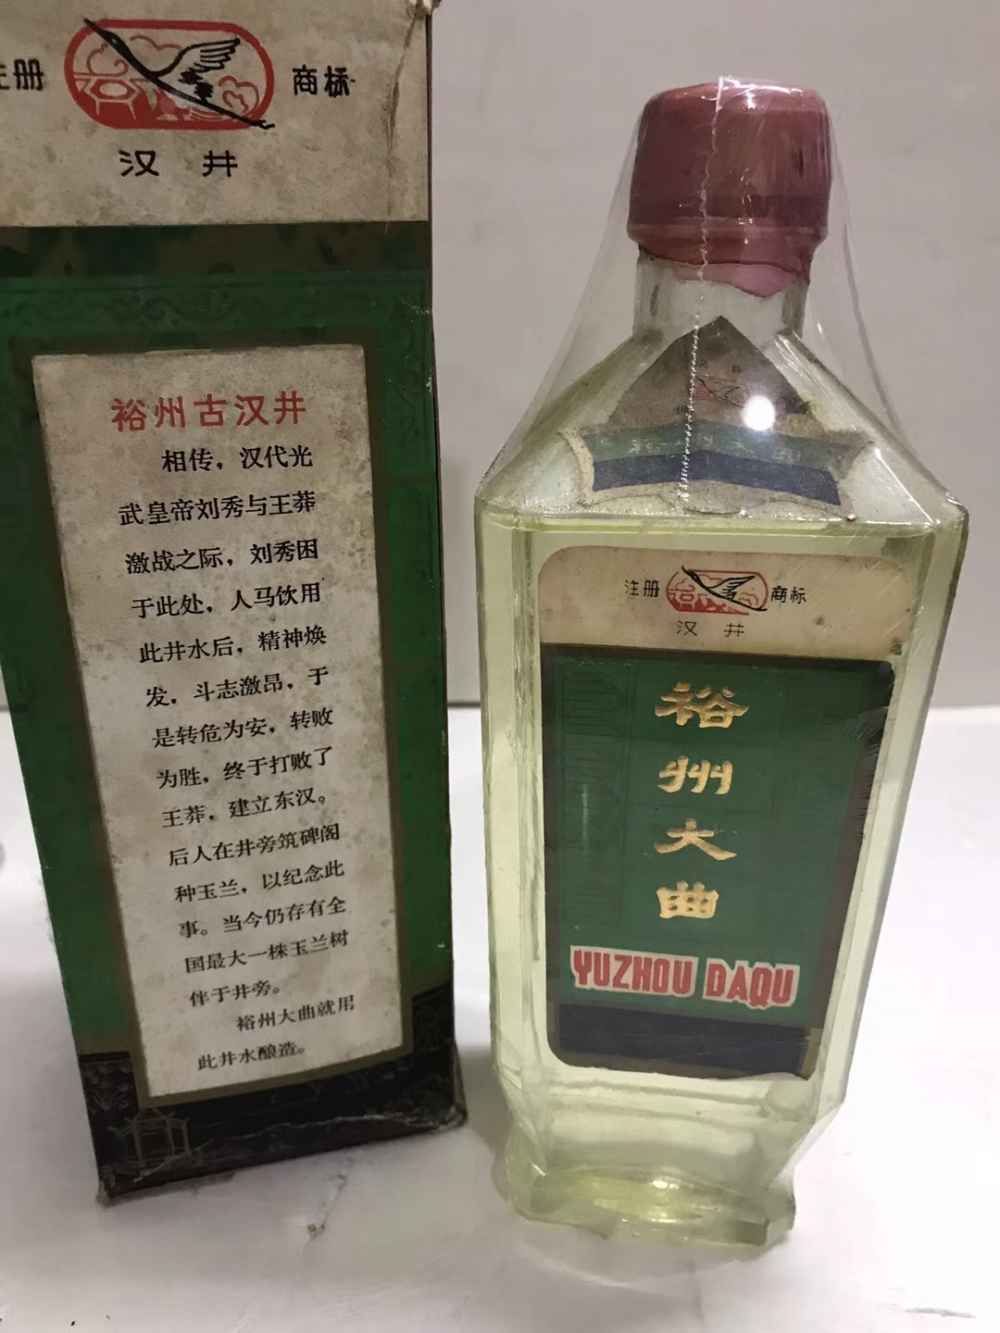 注册 商标
汉 井
裕州古汉井
相传，汉代光
武皇帝刘秀与王莽
激战之际，刘秀困
于此处，人马饮用
此井水后，精神焕
发，斗志激昂，于
是转危为安，转败
为胜，终于打败了
王莽，建立东汉。
后人在井旁筑碑阁
种玉兰，以纪念此
事。当今仍存有全
国最大一株玉兰树
伴于井旁。
裕州大曲就用
此井水酿造。
注册 商标
汉 井
裕
州
大
曲
YUZHOU DAQU